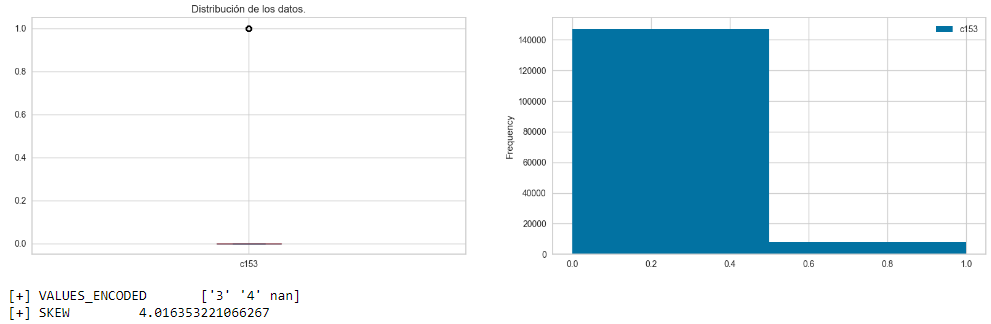 Distribución de los datos.
1.0
0.8
0.6
0.4
0.2
0.0
c153
c153
Frequency
140000
120000
100000
80000
60000
40000
20000
0
0.0 0.2 0.4 0.6 0.8 1.0
[+] VALUES_ENCODED ['3' '4' nan]
[+] SKEW 4.016353221066267